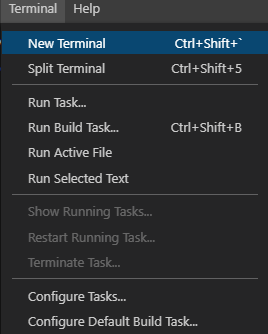 Terminal Help
New Terminal Ctrl+Shift+`
Split Terminal Ctrl+Shift+5
Run Task...
Run Build Task... Ctrl+Shift+B
Run Active File
Run Selected Text
Show Running Tasks...
Restart Running Task...
Terminate Task...
Configure Tasks...
Configure Default Build Task...